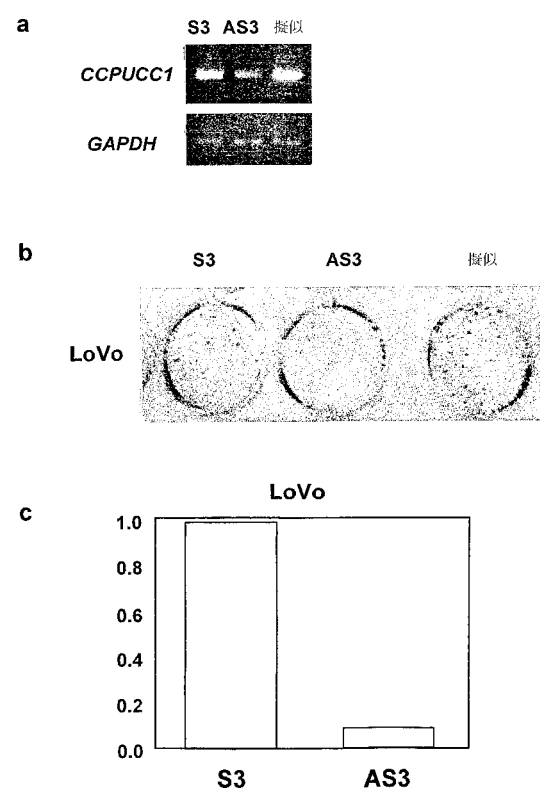 a
S3 AS3 擬似
CCPUCC1
GAPDH
b
S3 AS3 擬似
LoVo
LoVo
c
1.0
0.8
0.6
0.4
0.2
0.0
S3 AS3